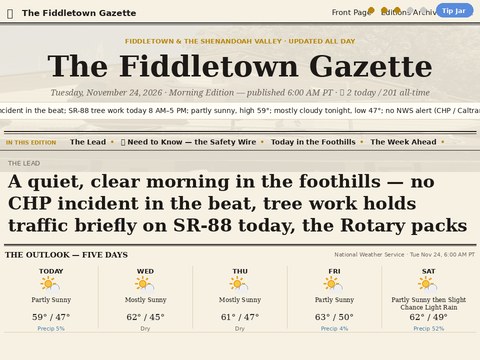 The Fiddletown Gazette
Front Page Editions Archiv
Tip Jar
FIDDLETOWN & THE SHENANDOAH VALLEY · UPDATED ALL DAY
The Fiddletown Gazette
Tuesday, November 24, 2026 · Morning Edition — published 6:00 AM PT · 2 today / 201 all-time
ncident in the beat; SR-88 tree work today 8 AM–5 PM; partly sunny, high 59°; mostly cloudy tonight, low 47°; no NWS alert (CHP / Caltran
IN THIS EDITION The Lead • Need to Know — the Safety Wire • Today in the Foothills • The Week Ahead •
THE LEAD
A quiet, clear morning in the foothills — no
CHP incident in the beat, tree work holds
traffic briefly on SR-88 today, the Rotary packs
THE OUTLOOK — FIVE DAYS
National Weather Service · Tue Nov 24, 6:00 AM PT
TODAY WED THU FRI SAT
Partly Sunny Mostly Sunny Mostly Sunny Partly Sunny Partly Sunny then Slight
Chance Light Rain
59° / 47° 62° / 45° 61° / 47° 63° / 50° 62° / 49°
Precip 5% Dry Dry Precip 4% Precip 52%